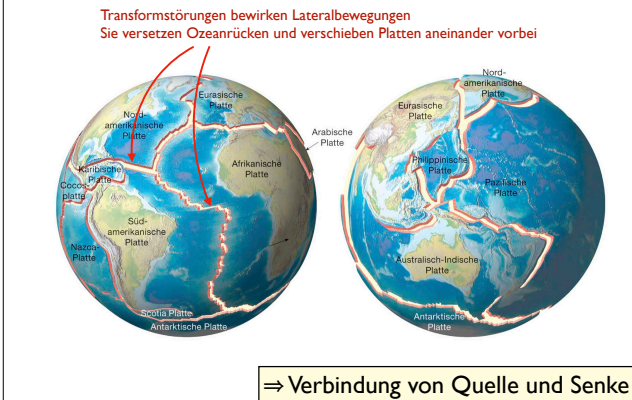 Transformstörungen bewirken Lateralbewegungen
Sie versetzen Ozeanrücken und verschieben Platten aneinander vorbei
Nord-
amerikanische
Platte
Eurasische
Platte
Arabische
Platte
Karibische
Platte
Cocos-
platte
Afrikanische
Platte
Süd-
amerikanische
Platte
Nazca-
Platte
Scotia Platte
Antarktische Platte
Nord-
amerikanische
Platte
Eurasische
Platte
Philippinische
Platte
Pazifische
Platte
Australisch-Indische
Platte
Antarktische
Platte
⇒ Verbindung von Quelle und Senke